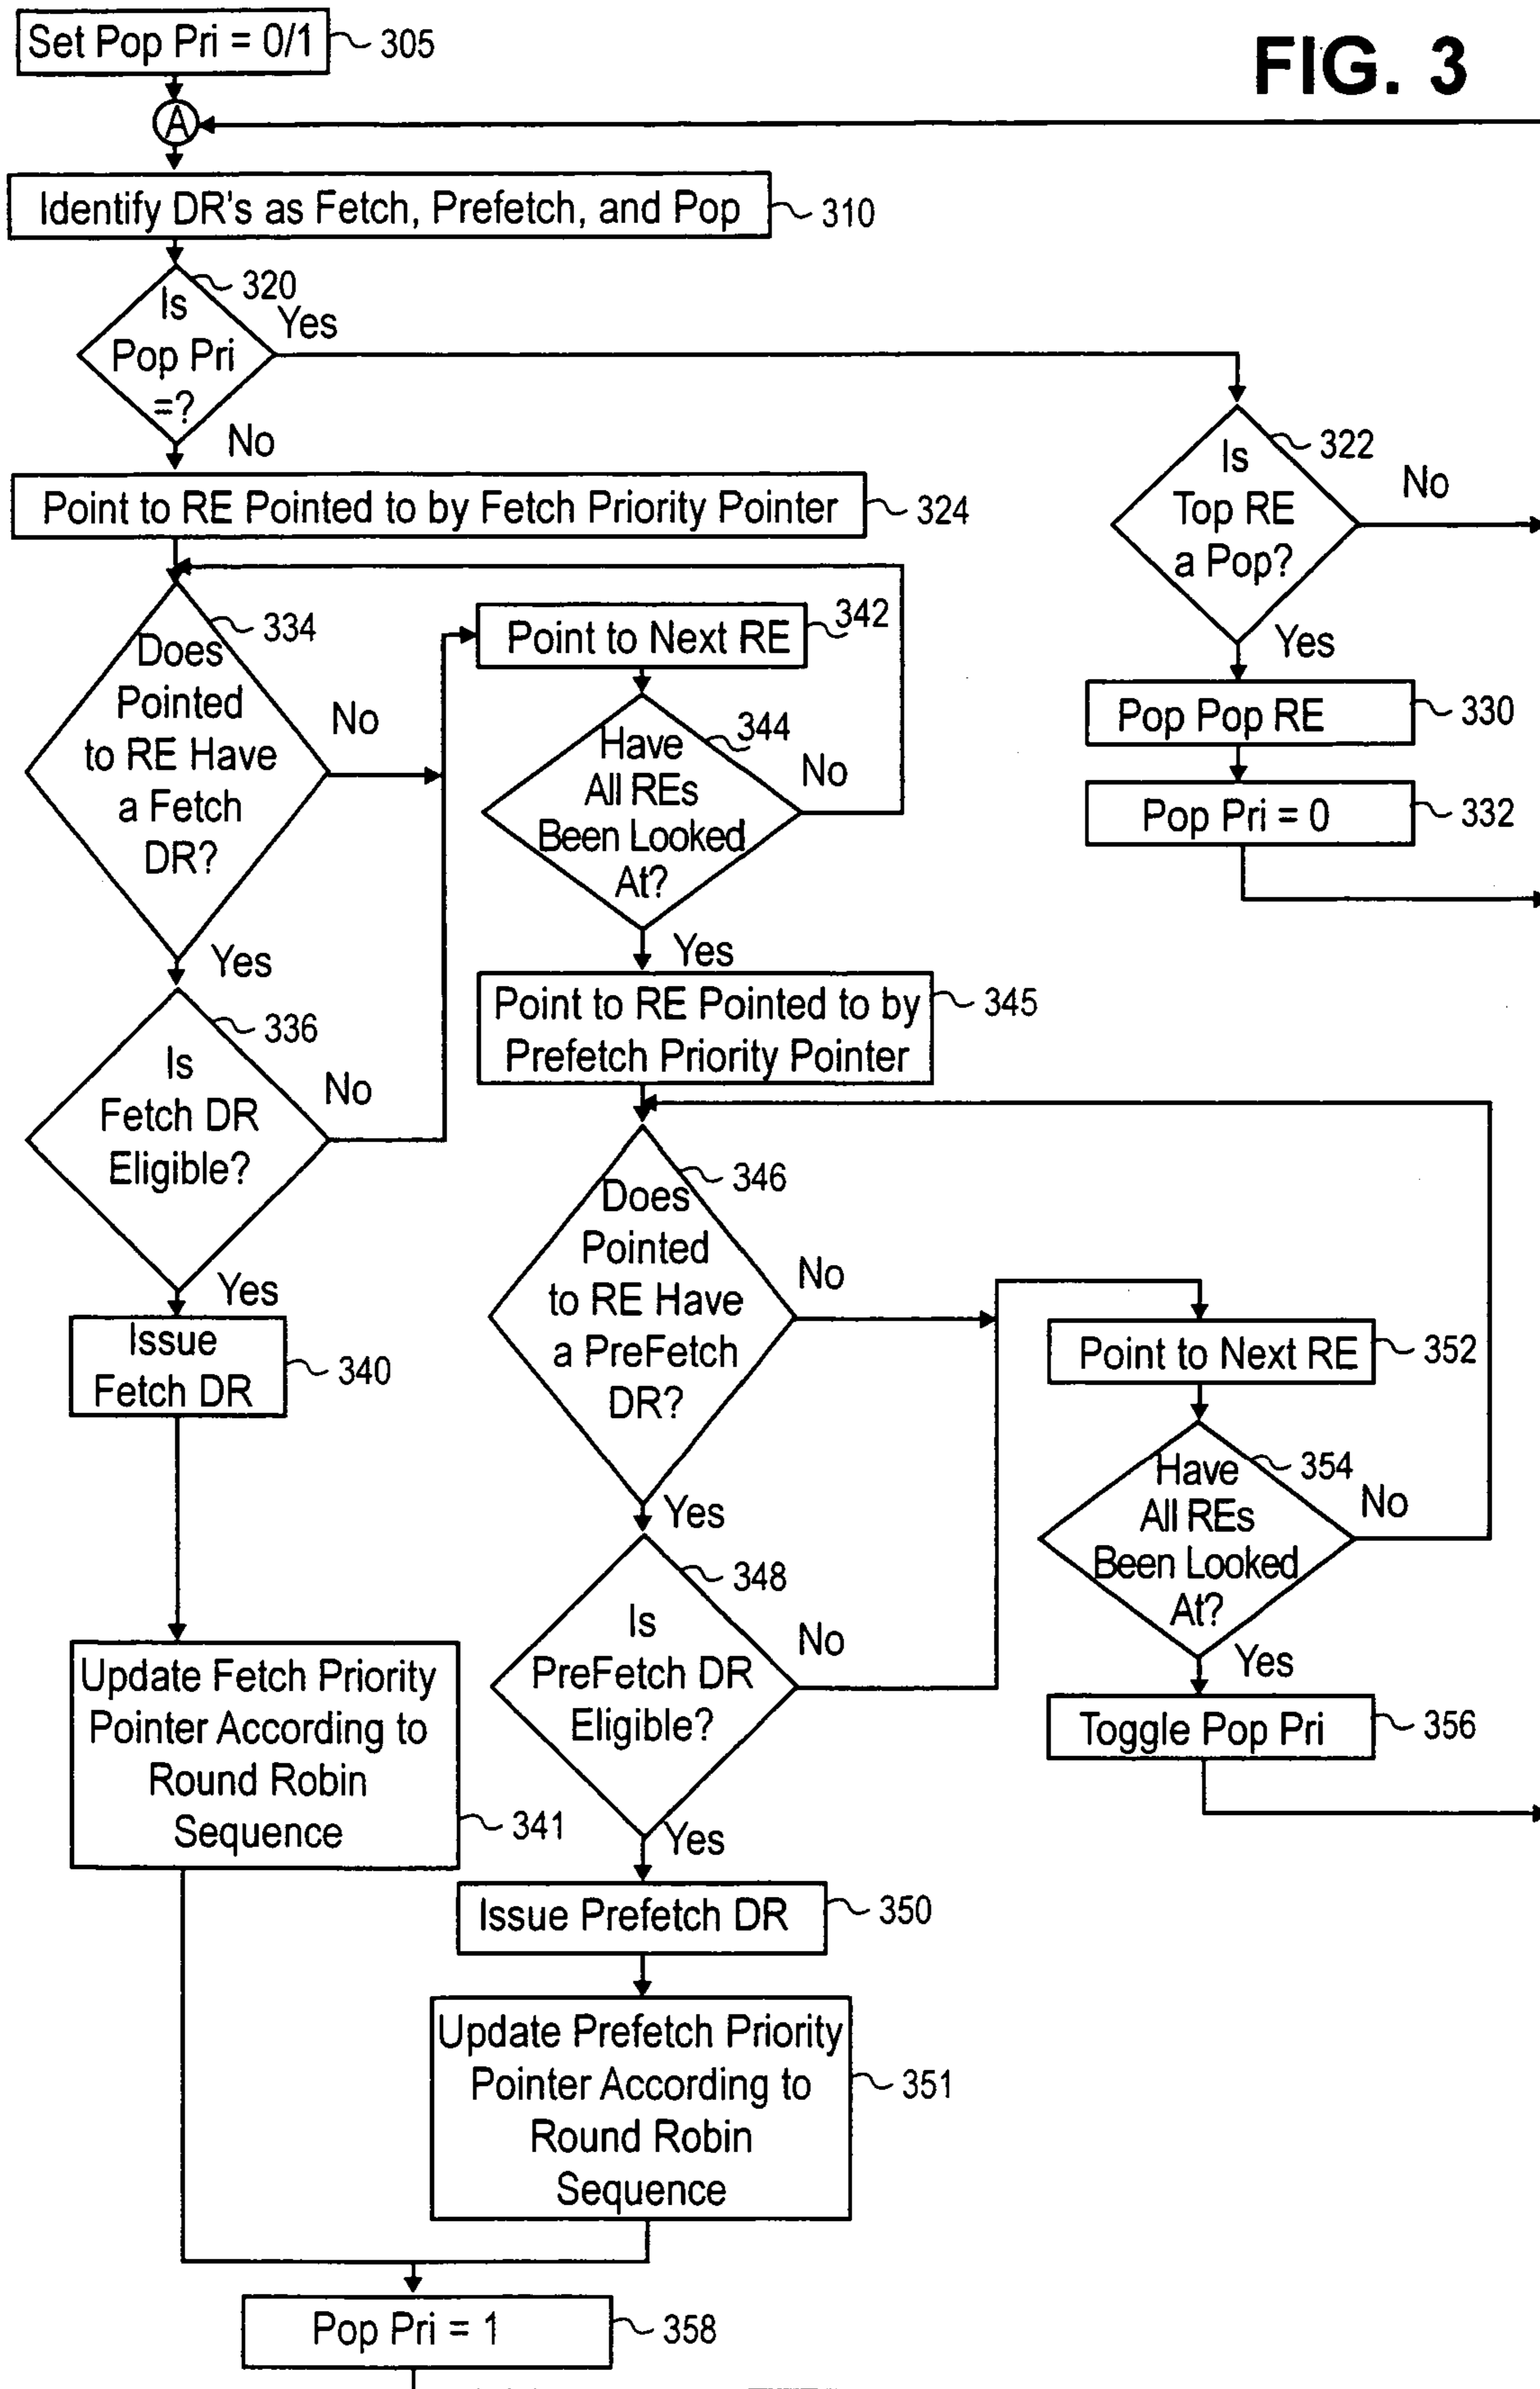 Set Pop Pri = 0/1
305
FIG. 3
A
Identify DR's as Fetch, Prefetch, and Pop
310
320
Is
Pop Pri
=?
Yes
No
322
Is
Top RE
a Pop?
No
Yes
Point to RE Pointed to by Fetch Priority Pointer
324
334
Does
Pointed
to RE Have
a Fetch
DR?
No
Yes
Point to Next RE
342
344
Have
All REs
Been Looked
At?
No
Yes
Pop Pop RE
330
Pop Pri = 0
332
336
Is
Fetch DR
Eligible?
No
Yes
Point to RE Pointed to by
Prefetch Priority Pointer
345
346
Does
Pointed
to RE Have
a PreFetch
DR?
No
Yes
Issue
Fetch DR
340
Point to Next RE
352
354
Have
All REs
Been Looked
At?
No
Yes
348
Is
PreFetch DR
Eligible?
No
Yes
Toggle Pop Pri
356
Update Fetch Priority
Pointer According to
Round Robin
Sequence
341
Issue Prefetch DR
350
Update Prefetch Priority
Pointer According to
Round Robin
Sequence
351
Pop Pri = 1
358